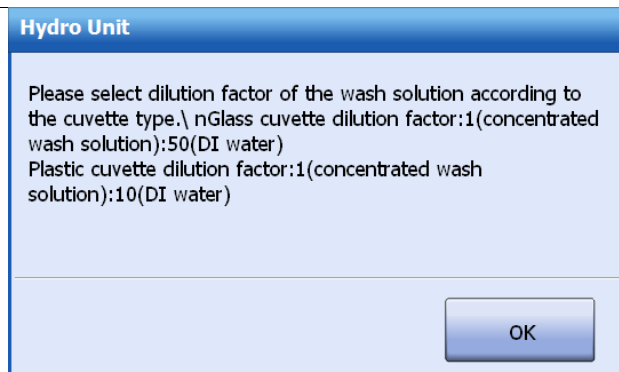 Hydro Unit
Please select dilution factor of the wash solution according to
the cuvette type.\ nGlass cuvette dilution factor:1(concentrated
wash solution):50(DI water)
Plastic cuvette dilution factor:1(concentrated wash
solution):10(DI water)
OK